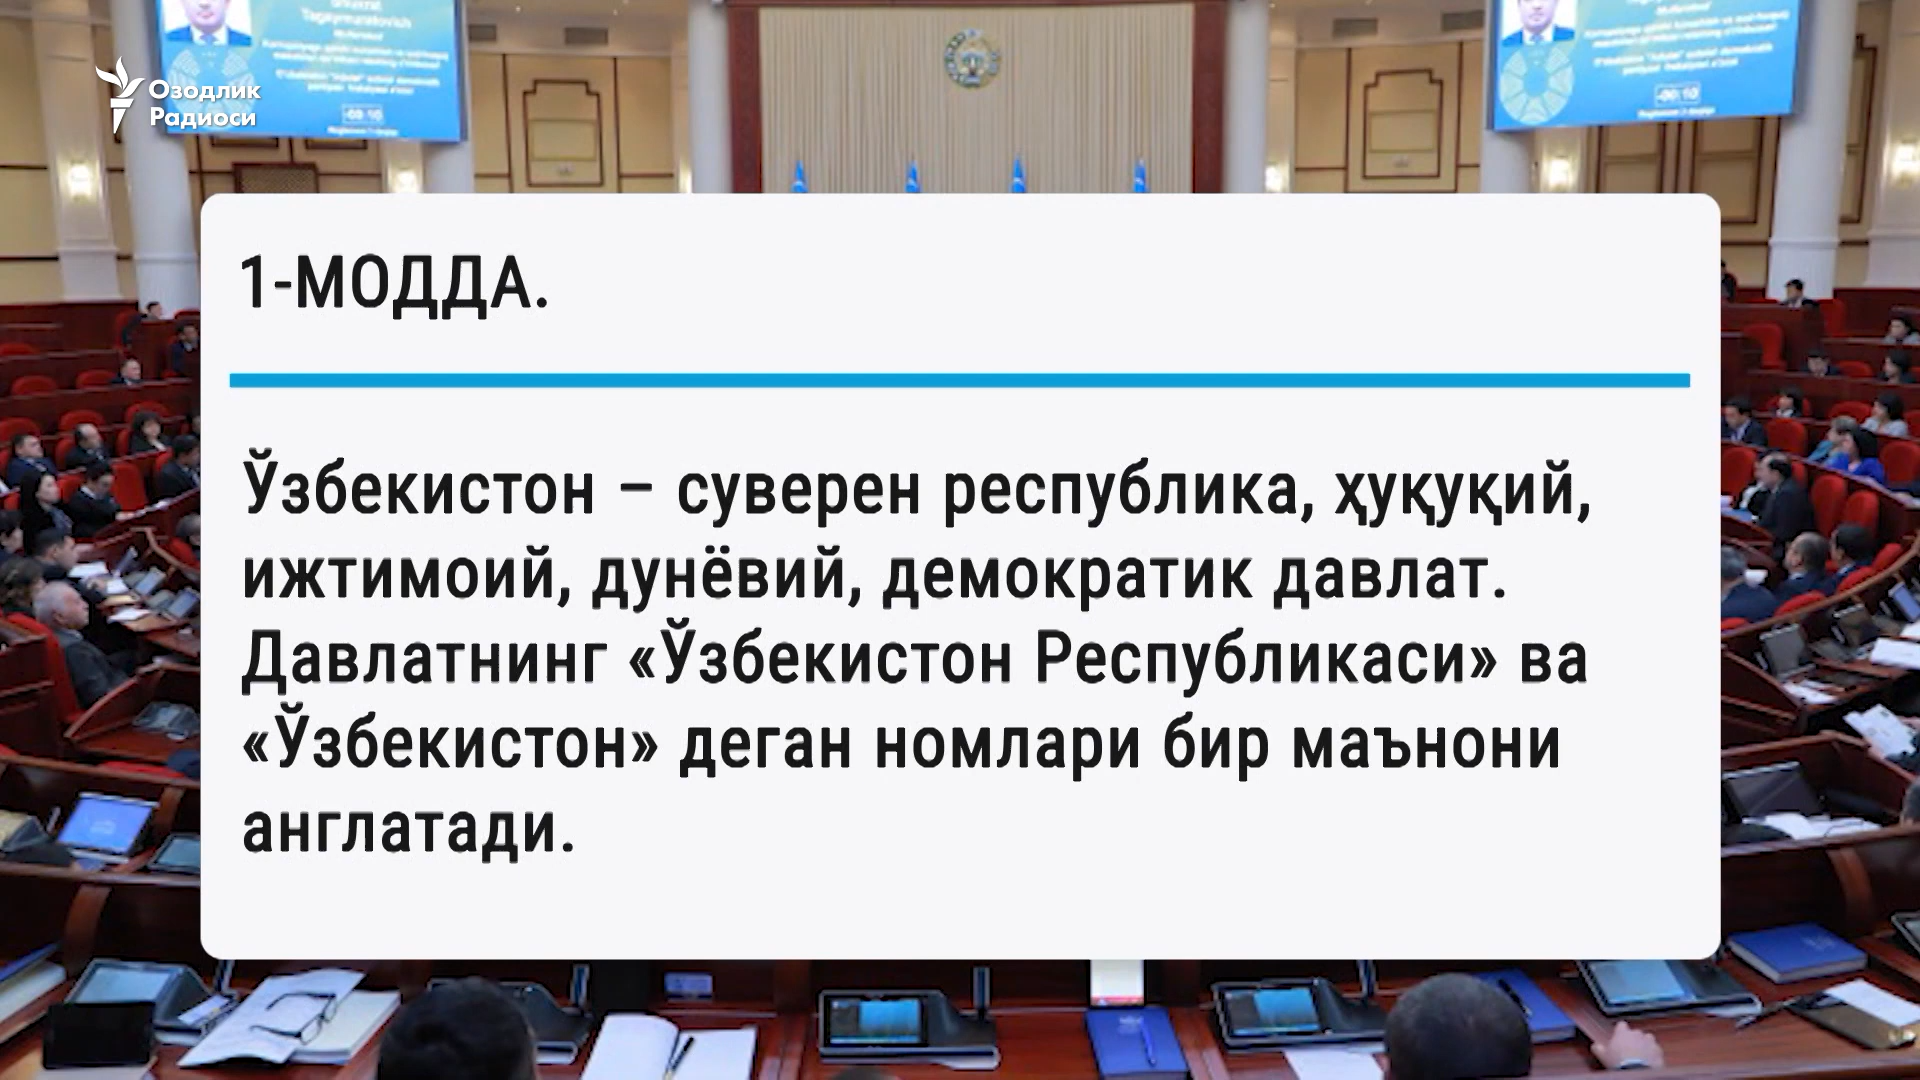 Озодлик
Радиоси
1-МОДДА.
Ўзбекистон – суверен республика, ҳуқуқий,
ижтимоий, дунёвий, демократик давлат.
Давлатнинг «Ўзбекистон Республикаси» ва
«Ўзбекистон» деган номлари бир маънони
англатади.